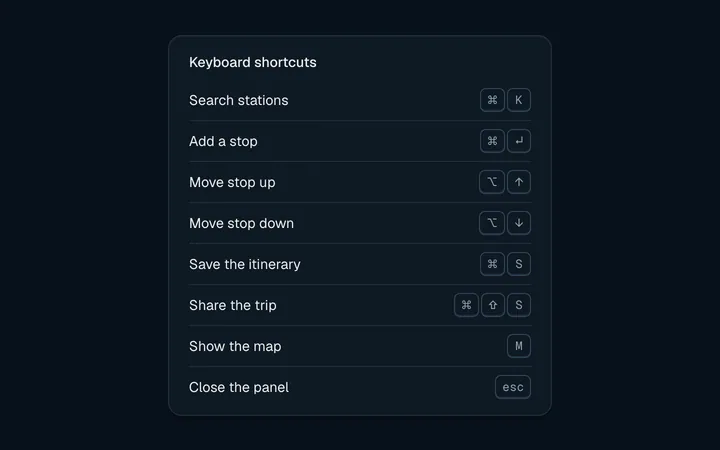 Keyboard shortcuts
Search stations ⌘ K
Add a stop ⌘ ↵
Move stop up ⌥ ↑
Move stop down ⌥ ↓
Save the itinerary ⌘ S
Share the trip ⌘ ⇧ S
Show the map M
Close the panel esc